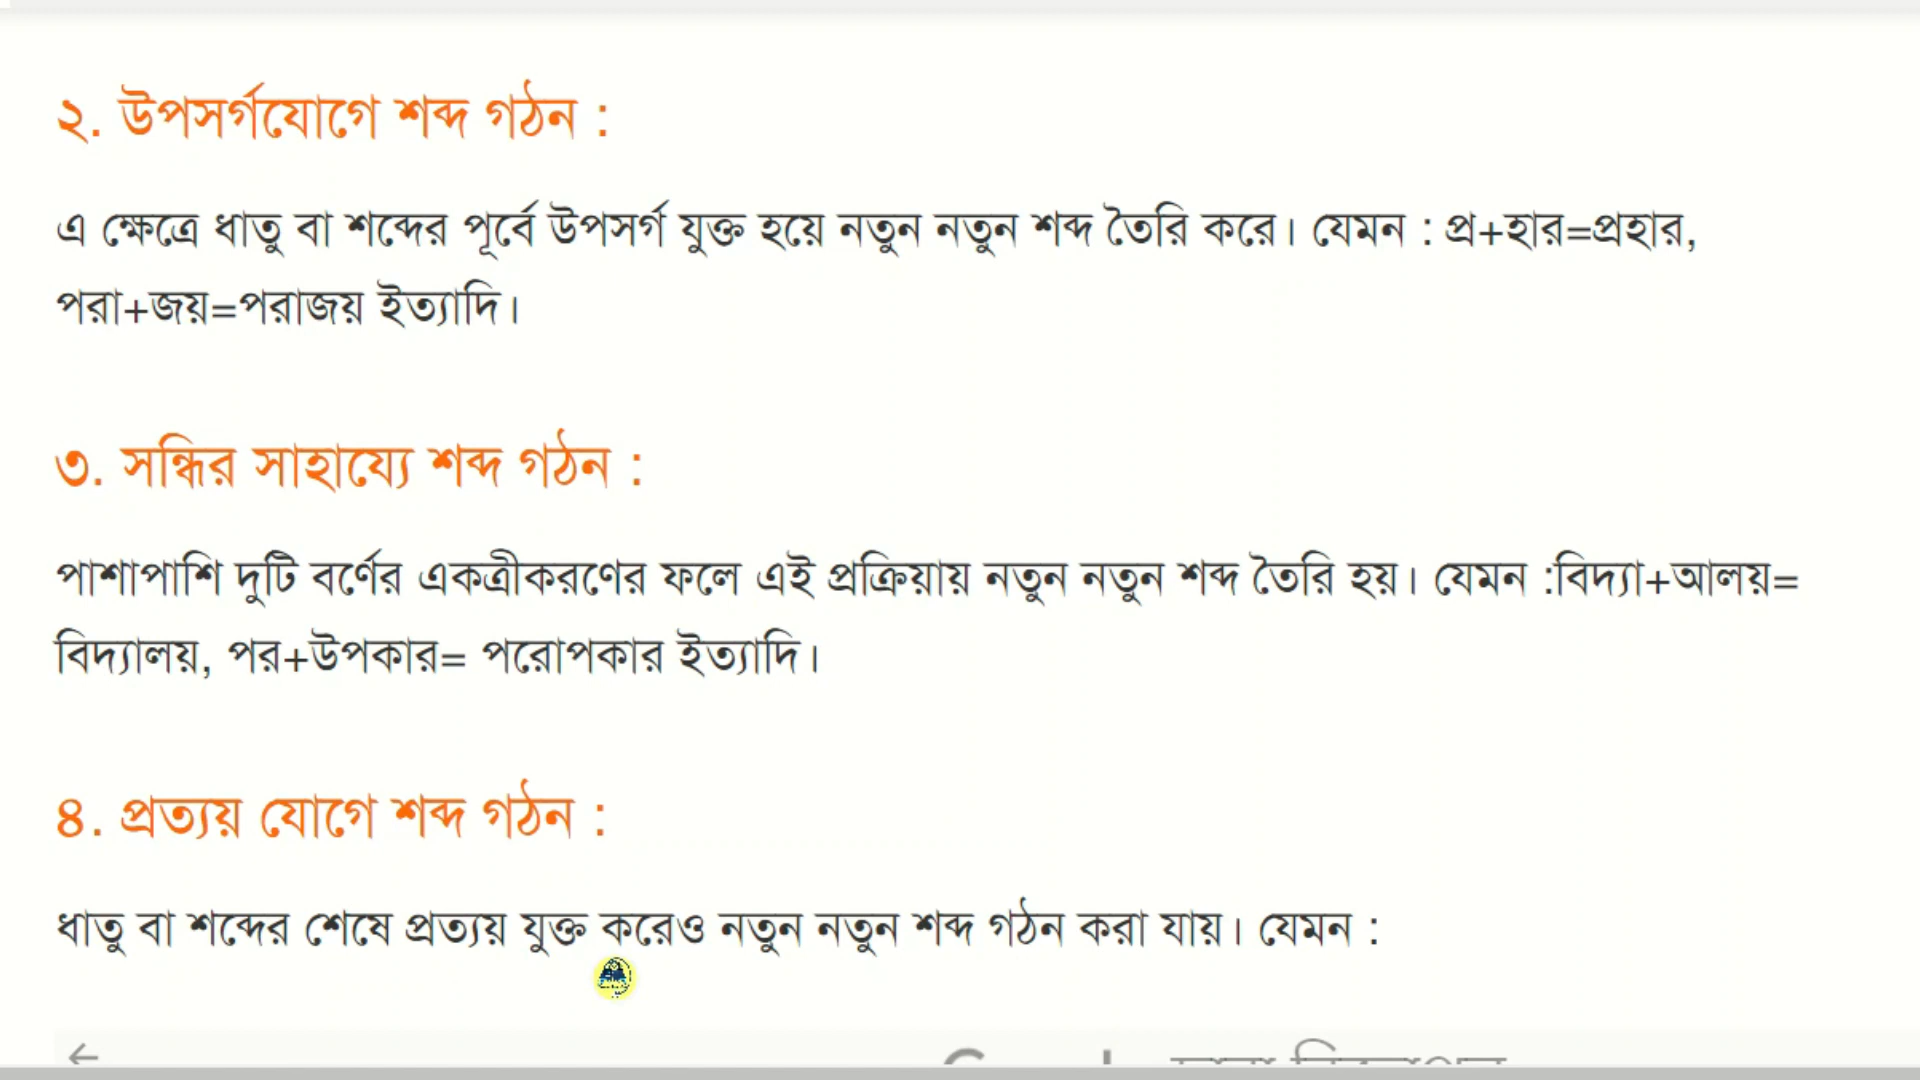 ২. উপসর্গযোগে শব্দ গঠন :
এ ক্ষেত্রে ধাতু বা শব্দের পূর্বে উপসর্গ যুক্ত হয়ে নতুন নতুন শব্দ তৈরি করে। যেমন : প্র+হার=প্রহার,
পরা+জয়=পরাজয় ইত্যাদি।
৩. সন্ধির সাহায্যে শব্দ গঠন :
পাশাপাশি দুটি বর্ণের একত্রীকরণের ফলে এই প্রক্রিয়ায় নতুন নতুন শব্দ তৈরি হয়। যেমন :বিদ্যা+আলয়=
বিদ্যালয়, পর+উপকার= পরোপকার ইত্যাদি।
৪. প্রত্যয় যোগে শব্দ গঠন :
ধাতু বা শব্দের শেষে প্রত্যয় যুক্ত করেও নতুন নতুন শব্দ গঠন করা যায়। যেমন :